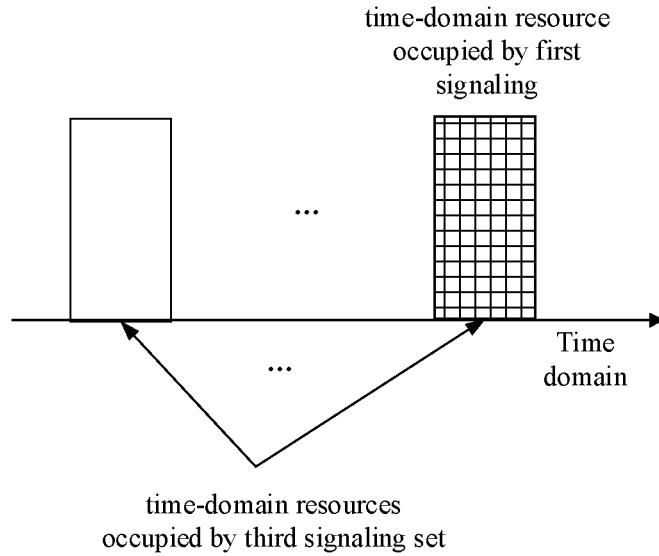 time-domain resource
occupied by first
signaling
...
Time
domain
...
time-domain resources
occupied by third signaling set